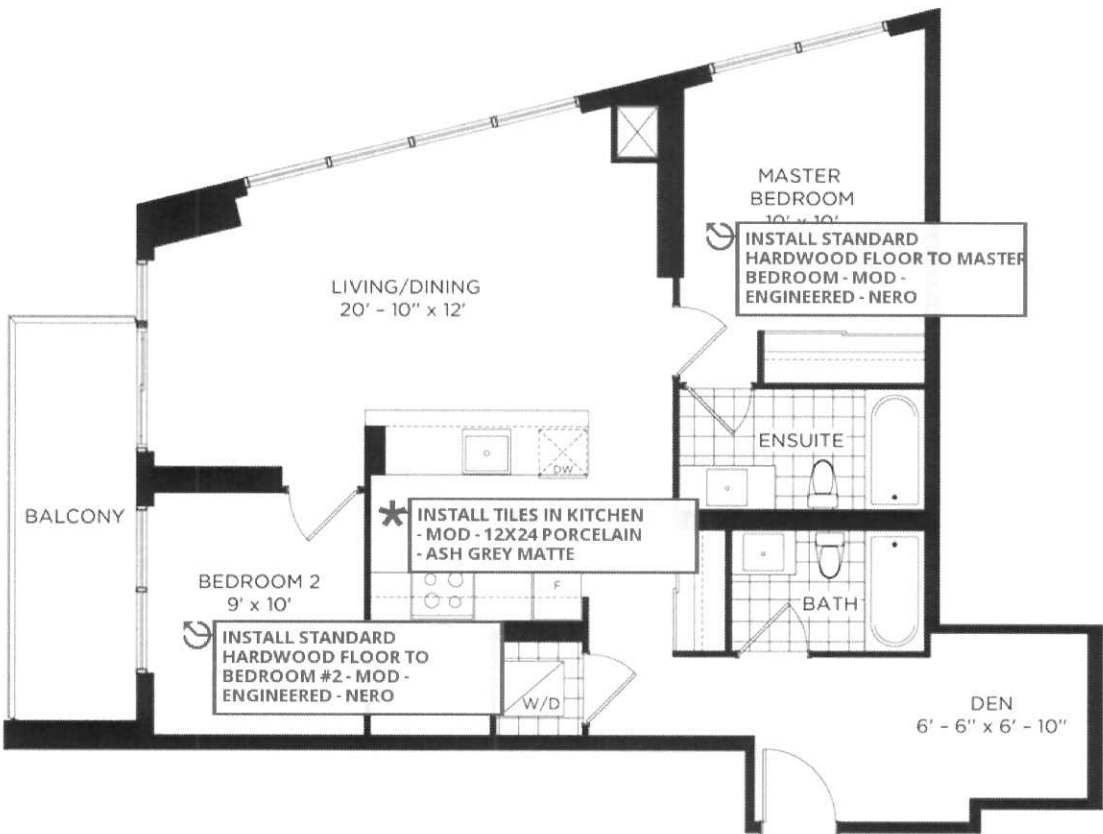 MASTER
BEDROOM
10' x 10'
INSTALL STANDARD
HARDWOOD FLOOR TO MASTER
BEDROOM - MOD -
ENGINEERED - NERO
LIVING/DINING
20' - 10" x 12'
ENSUITE
DW
BALCONY
INSTALL TILES IN KITCHEN
- MOD - 12X24 PORCELAIN
- ASH GREY MATTE
BEDROOM 2
9' x 10'
F
BATH
INSTALL STANDARD
HARDWOOD FLOOR TO
BEDROOM #2 - MOD -
ENGINEERED - NERO
W/D
DEN
6' - 6" x 6' - 10"